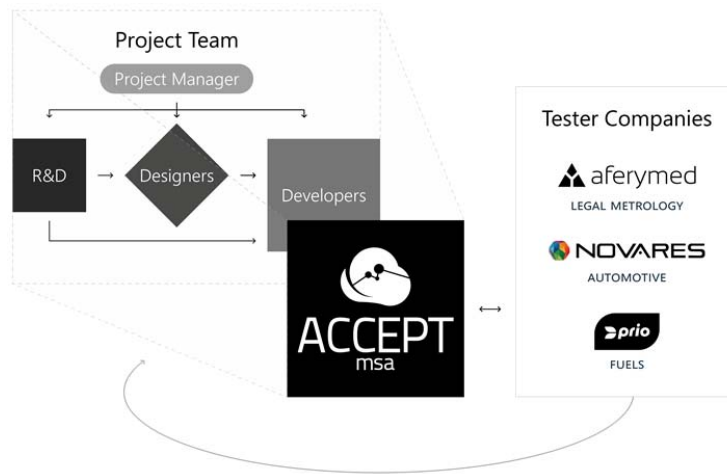 Project Team
Project Manager
R&D
Designers
Developers
ACCEPT
msa
Tester Companies
aferymed
LEGAL METROLOGY
NOVARES
AUTOMOTIVE
prio
FUELS